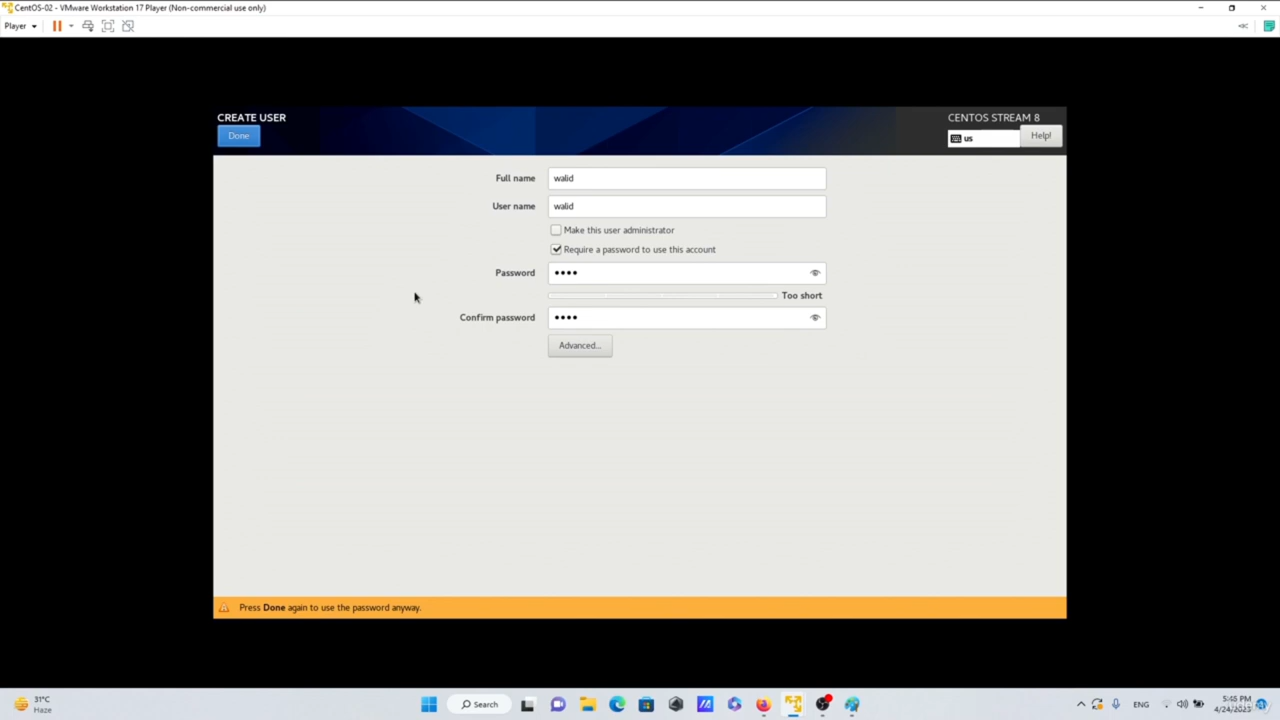 CentOS-02 - VMware Workstation 17 Player (Non-commercial use only)
Player
CREATE USER
Done
CENTOS STREAM 8
us
Help!
Full name
walid
User name
walid
Make this user administrator
Require a password to use this account
Password
••••
Too short
Confirm password
••••
Advanced...
Press Done again to use the password anyway.
31°C
Haze
Search
ENG
5:45 PM
4/24/2023